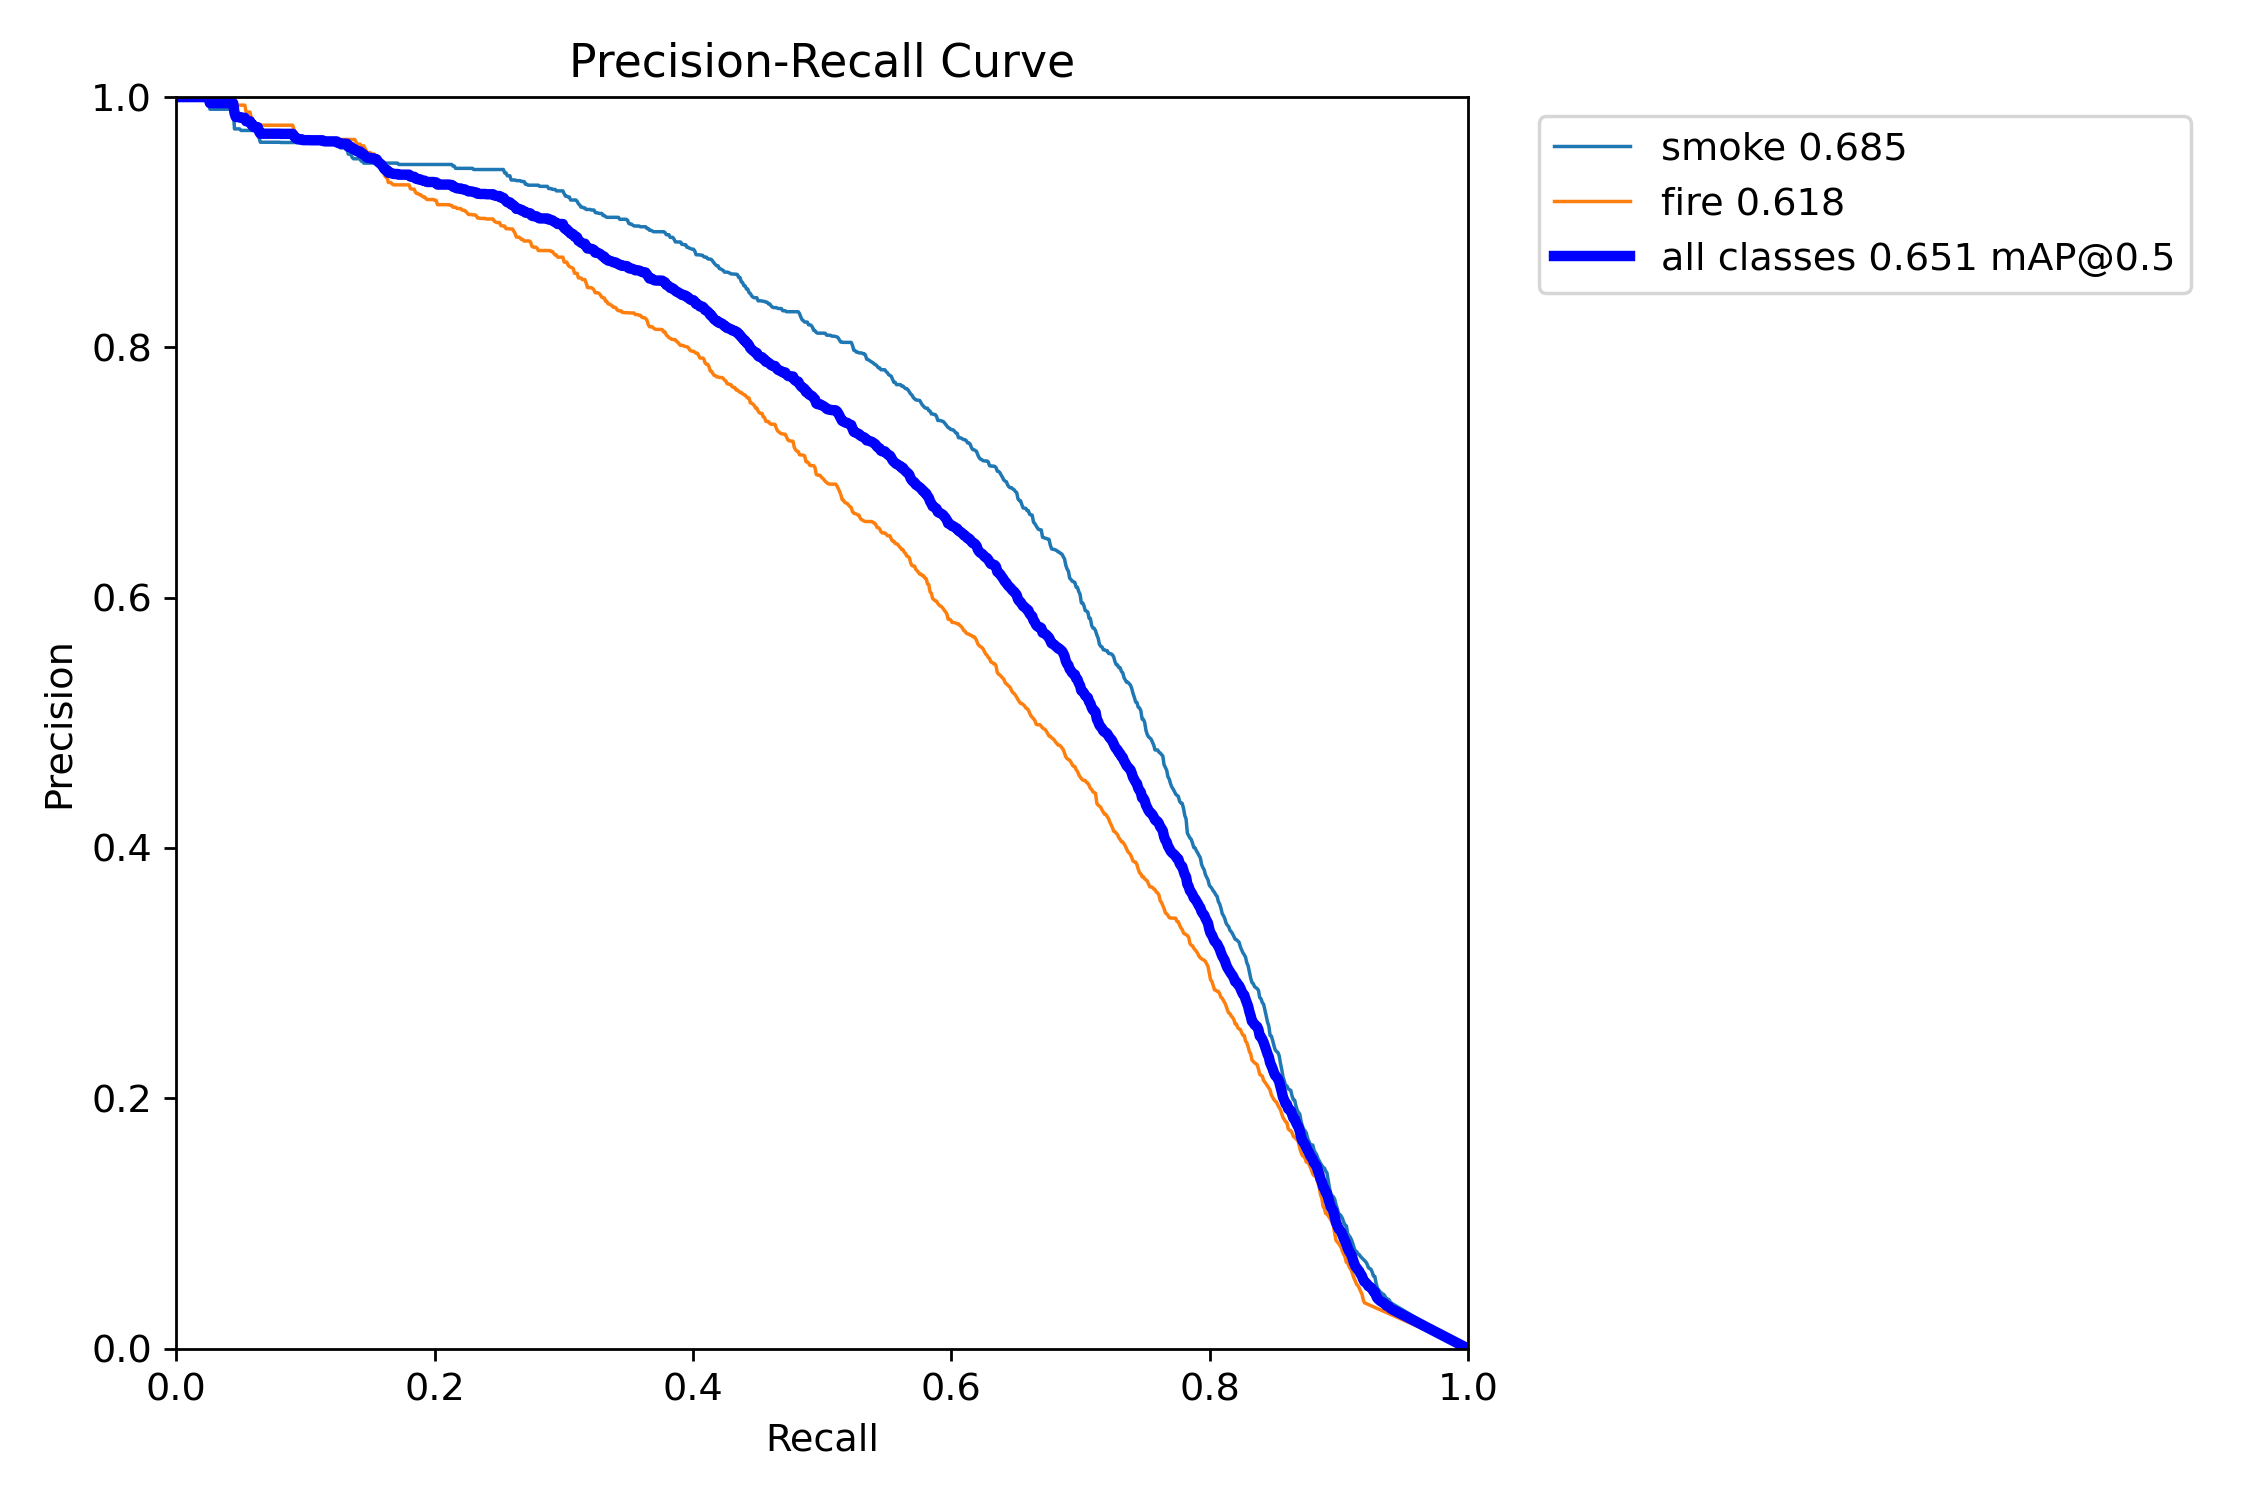 Precision-Recall Curve
1.0
0.8
0.6
0.4
0.2
0.0
Precision
0.0 0.2 0.4 0.6 0.8 1.0
Recall
smoke 0.685
fire 0.618
all classes 0.651 mAP@0.5